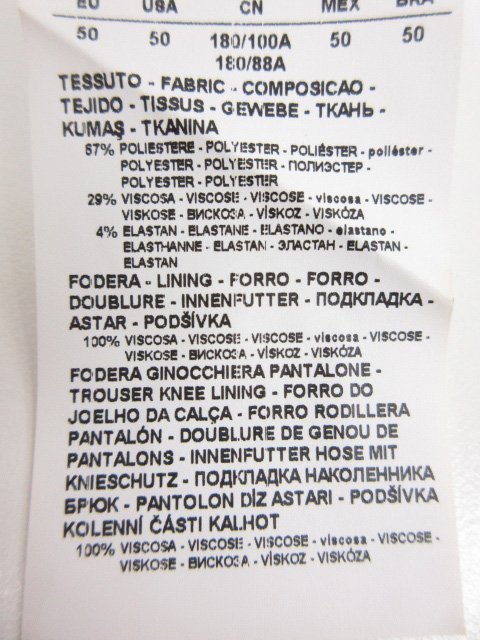 EU USA CN MEX BRA
50 50 180/100A 50 50
180/88A
TESSUTO - FABRIC - COMPOSICAO -
TEJIDO - TISSUS - GEWEBE - ТКАНЬ -
KUMAŞ - TKANINA
67% POLIESTERE - POLYESTER - POLIÉSTER - poliéster -
POLYESTER - POLYESTER - ПОЛИЭСТЕР -
POLYESTER - POLYESTER
29% VISCOSA - VISCOSE - VISCOSE - viscosa - VISCOSE -
VISKOSE - ВИСКОЗА - VİSKOZ - VISKÓZA
4% ELASTAN - ELASTANE - ELASTANO - elastano -
ELASTHANNE - ELASTAN - ЭЛАСТАН - ELASTAN -
ELASTAN
FODERA - LINING - FORRO - FORRO -
DOUBLURE - INNENFUTTER - ПОДКЛАДКА -
ASTAR - PODŠÍVKA
100% VISCOSA - VISCOSE - VISCOSE - viscosa - VISCOSE -
VISKOSE - ВИСКОЗА - VİSKOZ - VISKÓZA
FODERA GINOCCHIERA PANTALONE -
TROUSER KNEE LINING - FORRO DO
JOELHO DA CALÇA - FORRO RODILLERA
PANTALÓN - DOUBLURE DE GENOU DE
PANTALONS - INNENFUTTER HOSE MIT
KNIESCHUTZ - ПОДКЛАДКА НАКОЛЕННИКА
БРЮК - PANTOLON DİZ ASTARI - PODŠÍVKA
KOLENNÍ ČÁSTI KALHOT
100% VISCOSA - VISCOSE - VISCOSE - viscosa - VISCOSE -
VISKOSE - ВИСКОЗА - VİSKOZ - VISKÓZA